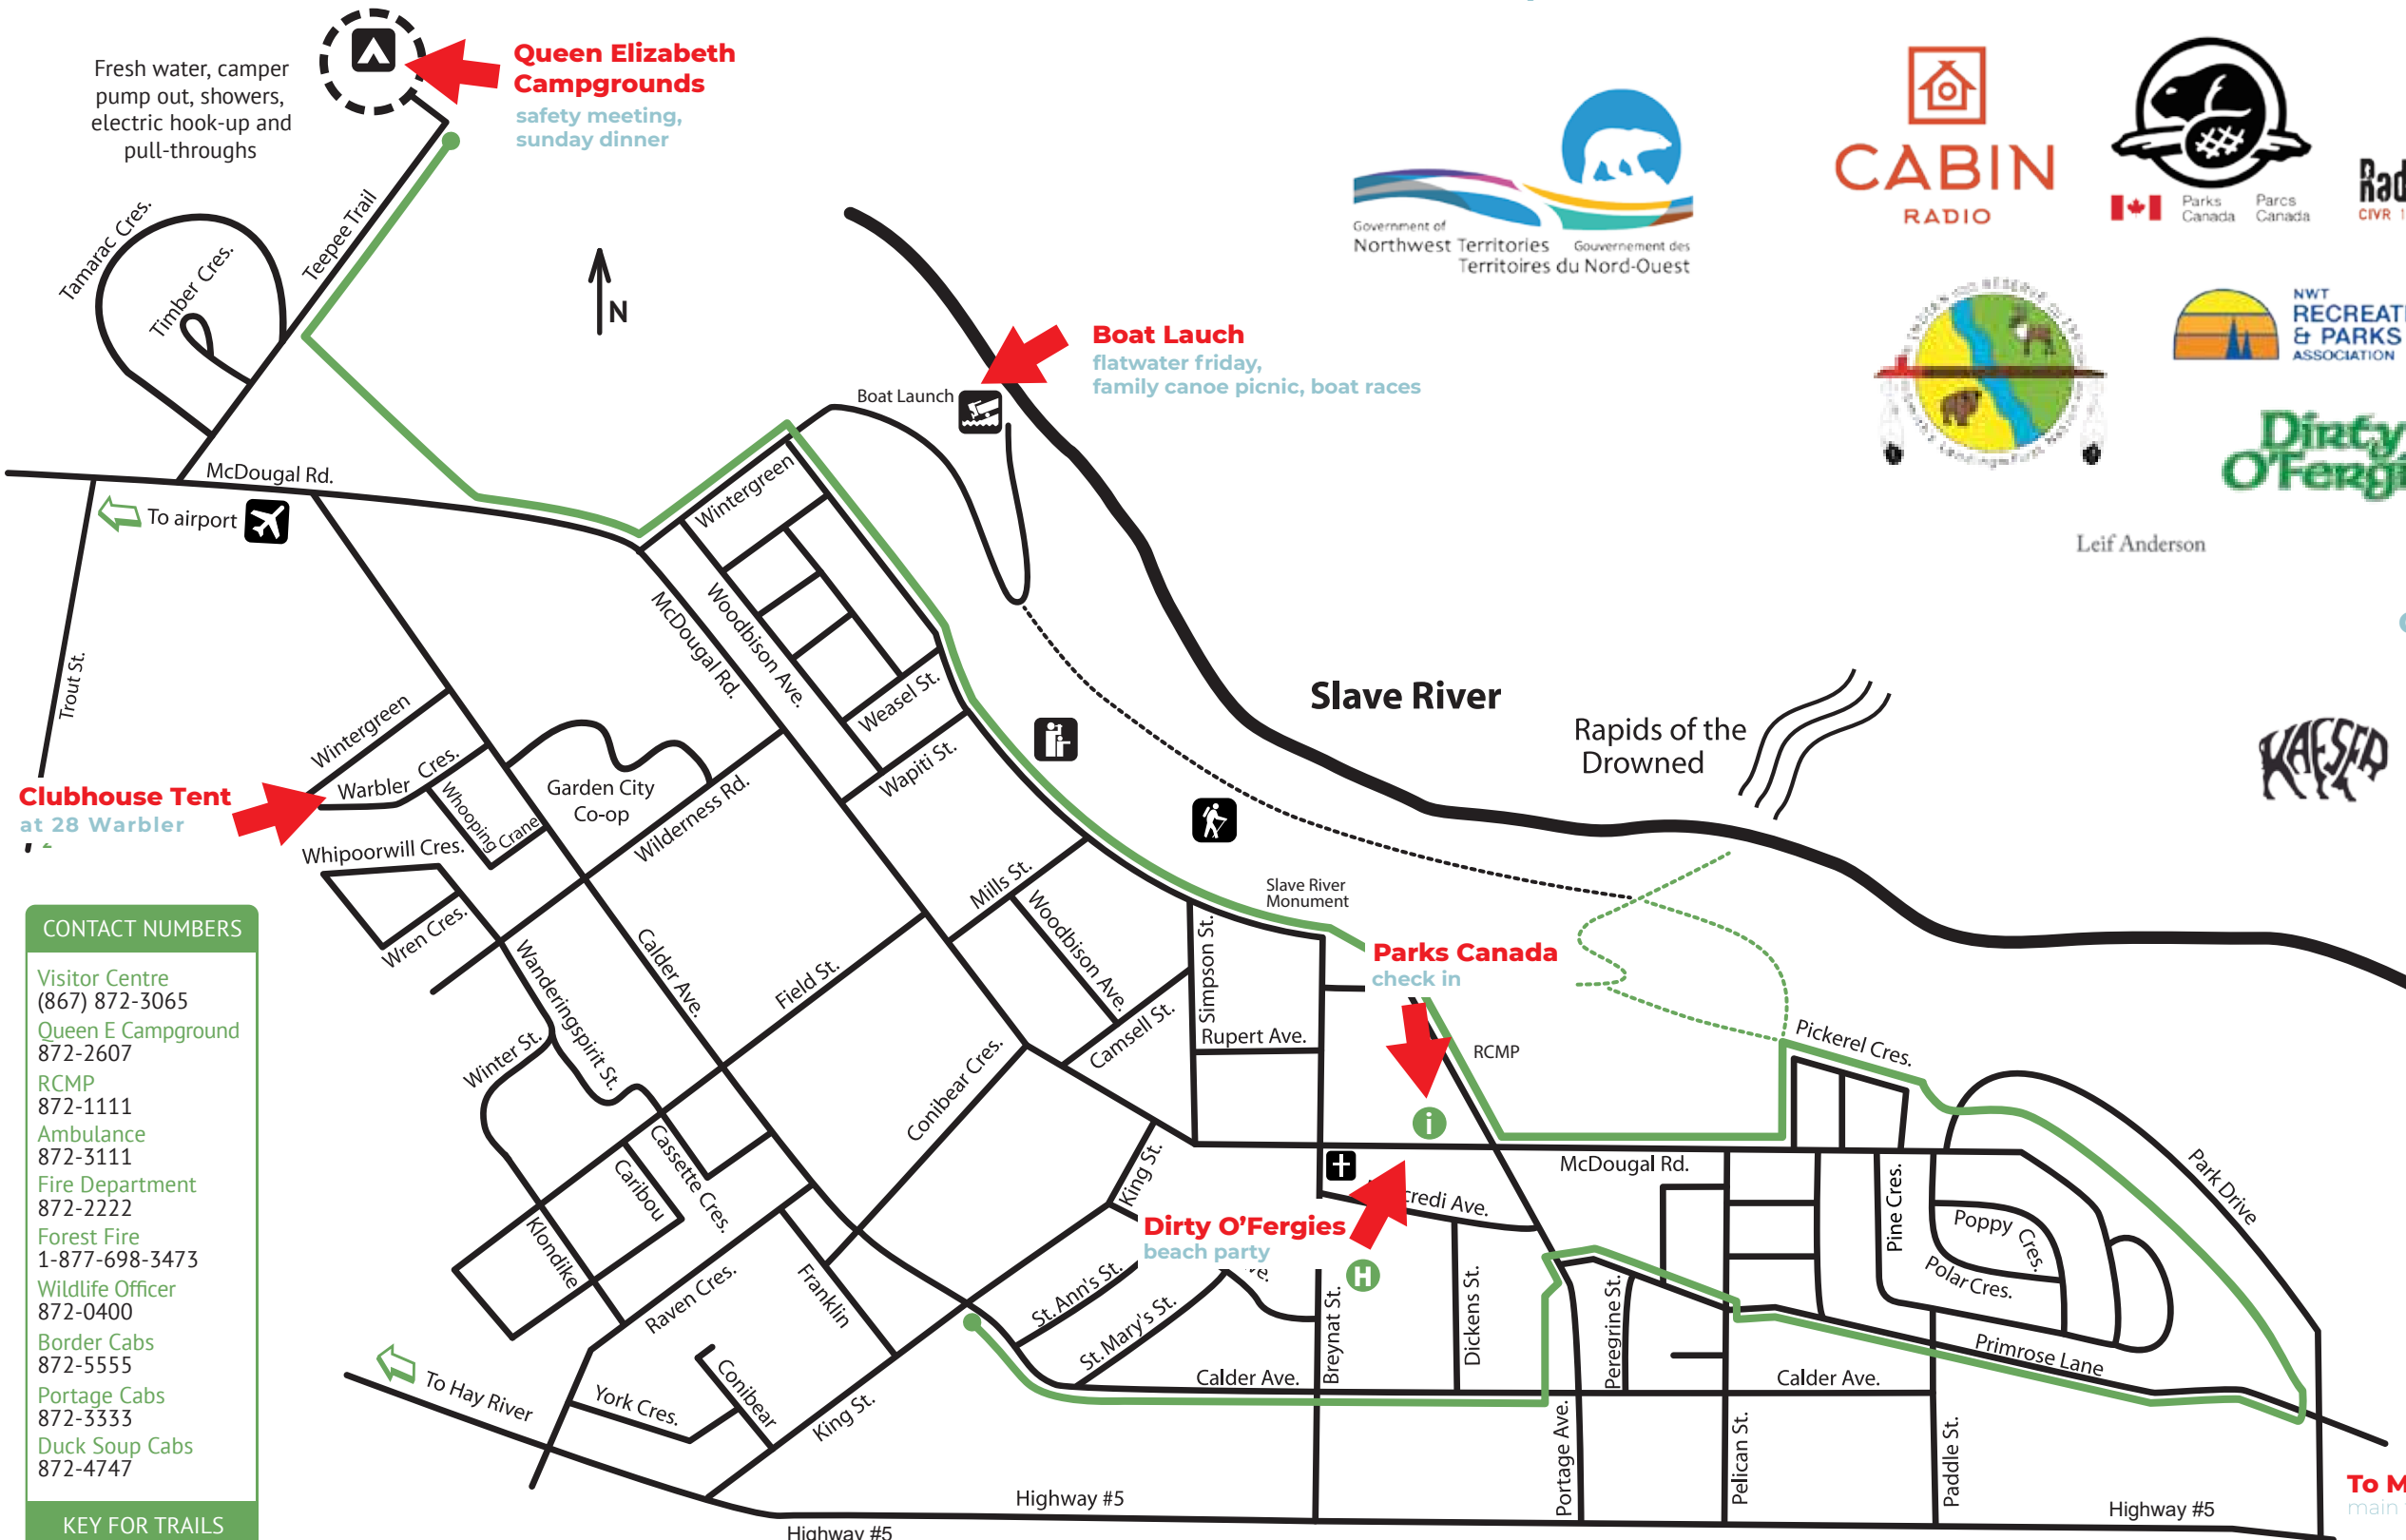 Fresh water, camper
pump out, showers,
electric hook-up and
pull-throughs
Queen Elizabeth
Campgrounds
safety meeting,
sunday dinner
Tamarac Cres.
Timber Cres.
Teepee Trail
N
Boat Lauch
flatwater friday,
family canoe picnic, boat races
Boat Launch
Government of
Northwest Territories
Gouvernement des
Territoires du Nord-Ouest
CABIN
RADIO
Parks
Canada
Parcs
Canada
Rad
CIVR 1
NWT
RECREATI
& PARKS
ASSOCIATION
Dirty
O'Fergi
Leif Anderson
KAESER
McDougal Rd.
To airport
Trout St.
Wintergreen
McDougal Rd.
Woodbison Ave.
Weasel St.
Wapiti St.
Slave River
Rapids of the
Drowned
Wintergreen
Warbler Cres.
Clubhouse Tent
at 28 Warbler
Whooping Crane
Garden City
Co-op
Wilderness Rd.
Whipoorwill Cres.
Wren Cres.
Mills St.
Woodbison Ave.
Slave River
Monument
Simpson St.
Parks Canada
check in
RCMP
Pickerel Cres.
Wanderingspirit St.
Calder Ave.
Field St.
Winter St.
Conibear Cres.
Camsell St.
Rupert Ave.
McDougal Rd.
Park Drive
Caribou
Cassette Cres.
King St.
credi Ave.
Dirty O'Fergies
beach party
H
i
ve.
Klondike
Raven Cres.
Franklin
St. Ann's St.
St. Mary's St.
Breynat St.
Dickens St.
Peregrine St.
Pine Cres.
Poppy Cres.
Polar Cres.
Primrose Lane
Calder Ave.
Calder Ave.
To Hay River
York Cres.
Conibear
King St.
Portage Ave.
Pelican St.
Paddle St.
Highway #5
Highway #5
Highway #5
To M
main
CONTACT NUMBERS
Visitor Centre
(867) 872-3065
Queen E Campground
872-2607
RCMP
872-1111
Ambulance
872-3111
Fire Department
872-2222
Forest Fire
1-877-698-3473
Wildlife Officer
872-0400
Border Cabs
872-5555
Portage Cabs
872-3333
Duck Soup Cabs
872-4747
KEY FOR TRAILS